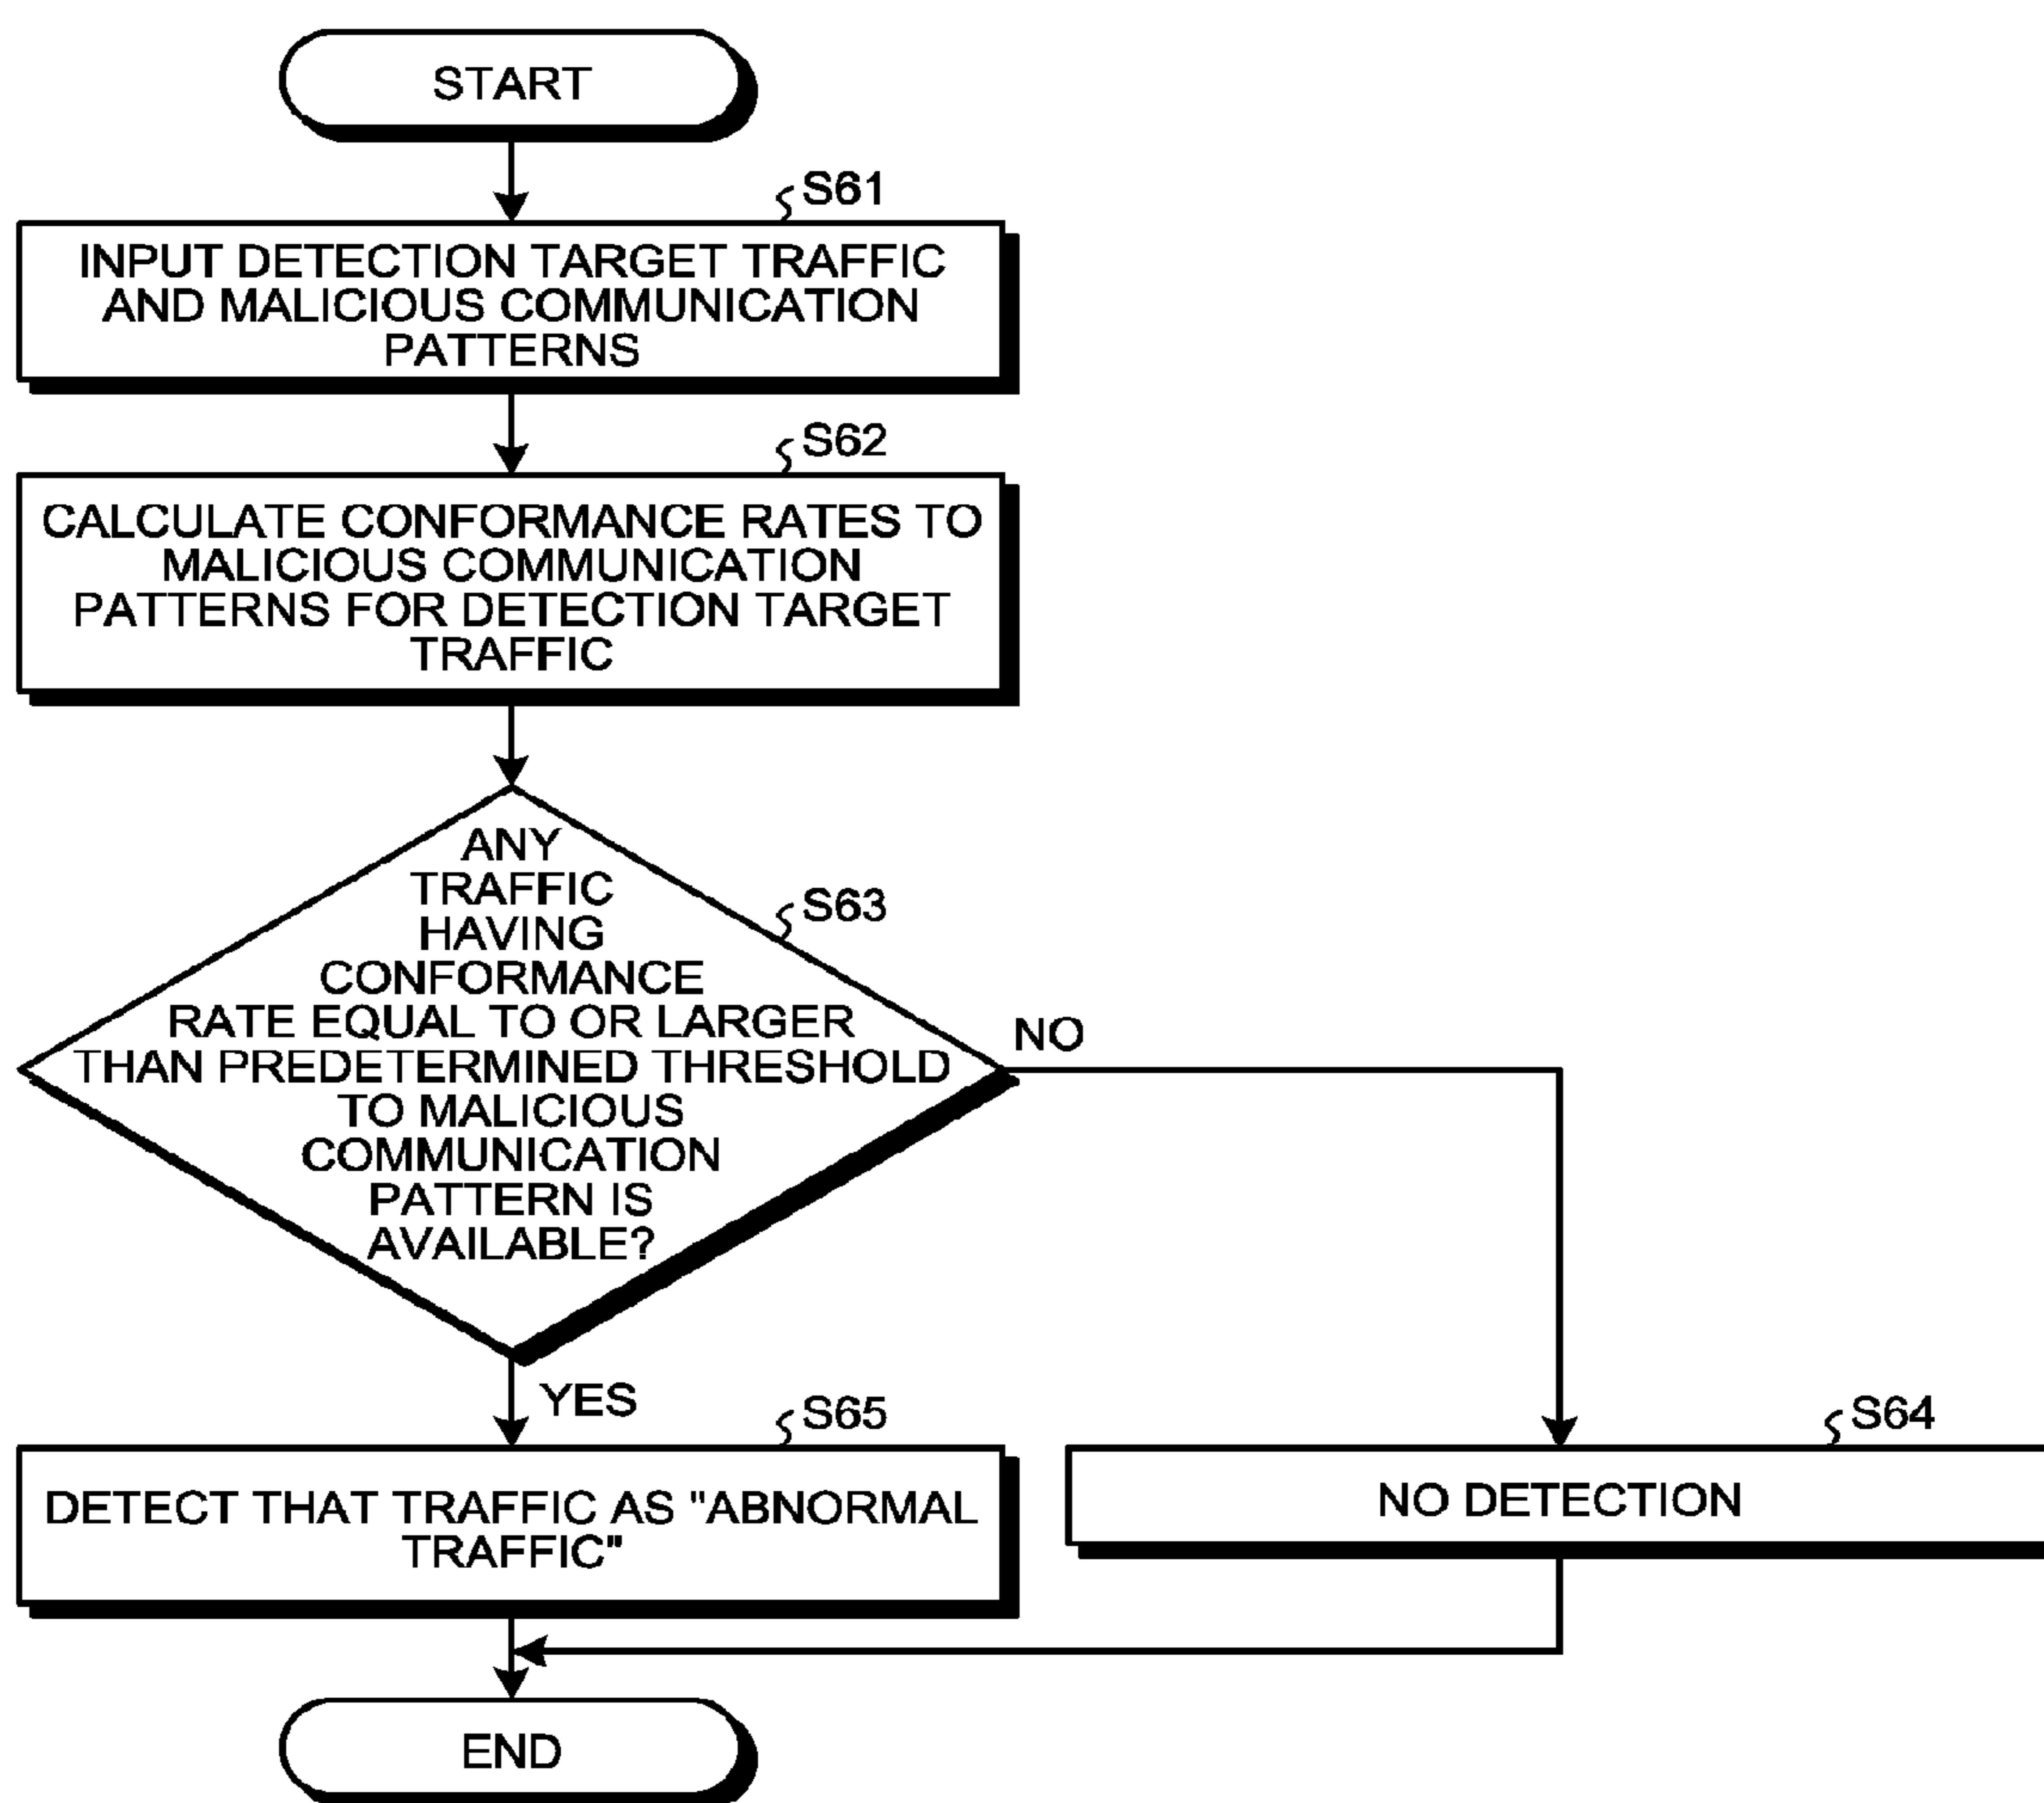 START
S61
INPUT DETECTION TARGET TRAFFIC
AND MALICIOUS COMMUNICATION
PATTERNS
S62
CALCULATE CONFORMANCE RATES TO
MALICIOUS COMMUNICATION
PATTERNS FOR DETECTION TARGET
TRAFFIC
S63
ANY
TRAFFIC
HAVING
CONFORMANCE
RATE EQUAL TO OR LARGER
THAN PREDETERMINED THRESHOLD
TO MALICIOUS
COMMUNICATION
PATTERN IS
AVAILABLE?
NO
YES
S65
DETECT THAT TRAFFIC AS "ABNORMAL
TRAFFIC"
S64
NO DETECTION
END